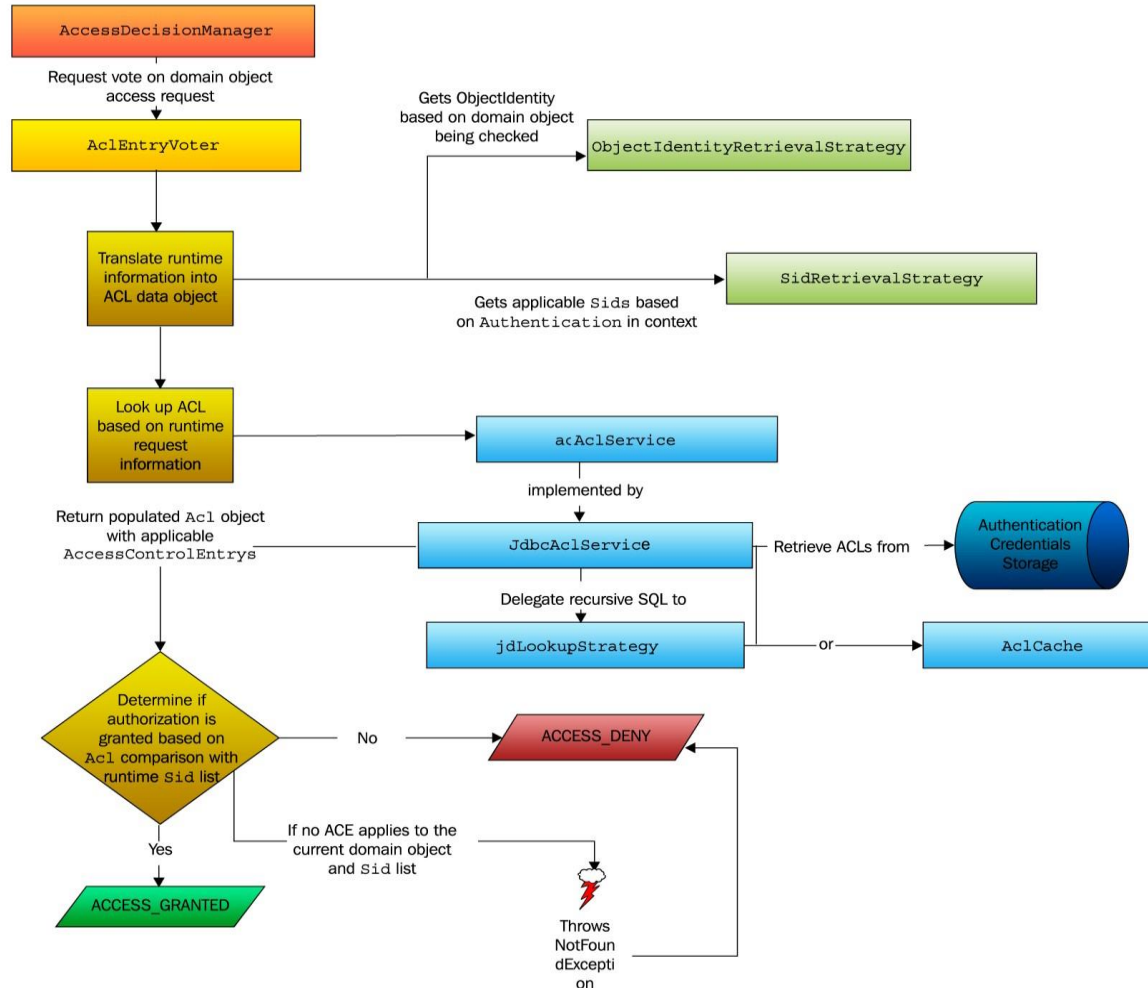 AccessDecisionManager
Request vote on domain object
access request
AclEntryVoter
Gets ObjectIdentity
based on domain object
being checked
ObjectIdentityRetrievalStrategy
Translate runtime
information into
ACL data object
SidRetrievalStrategy
Gets applicable Sids based
on Authentication in context
Look up ACL
based on runtime
request
information
acAclService
implemented by
Return populated Acl object
with applicable
AccessControlEntrys
JdbcAclService
Retrieve ACLs from
Authentication
Credentials
Storage
Delegate recursive SQL to
jdLookupStrategy
or
AclCache
Determine if
authorization is
granted based on
Acl comparison with
runtime Sid list
No
ACCESS_DENY
If no ACE applies to the
current domain object
and Sid list
Yes
ACCESS_GRANTED
Throws
NotFoun
dExcepti
on